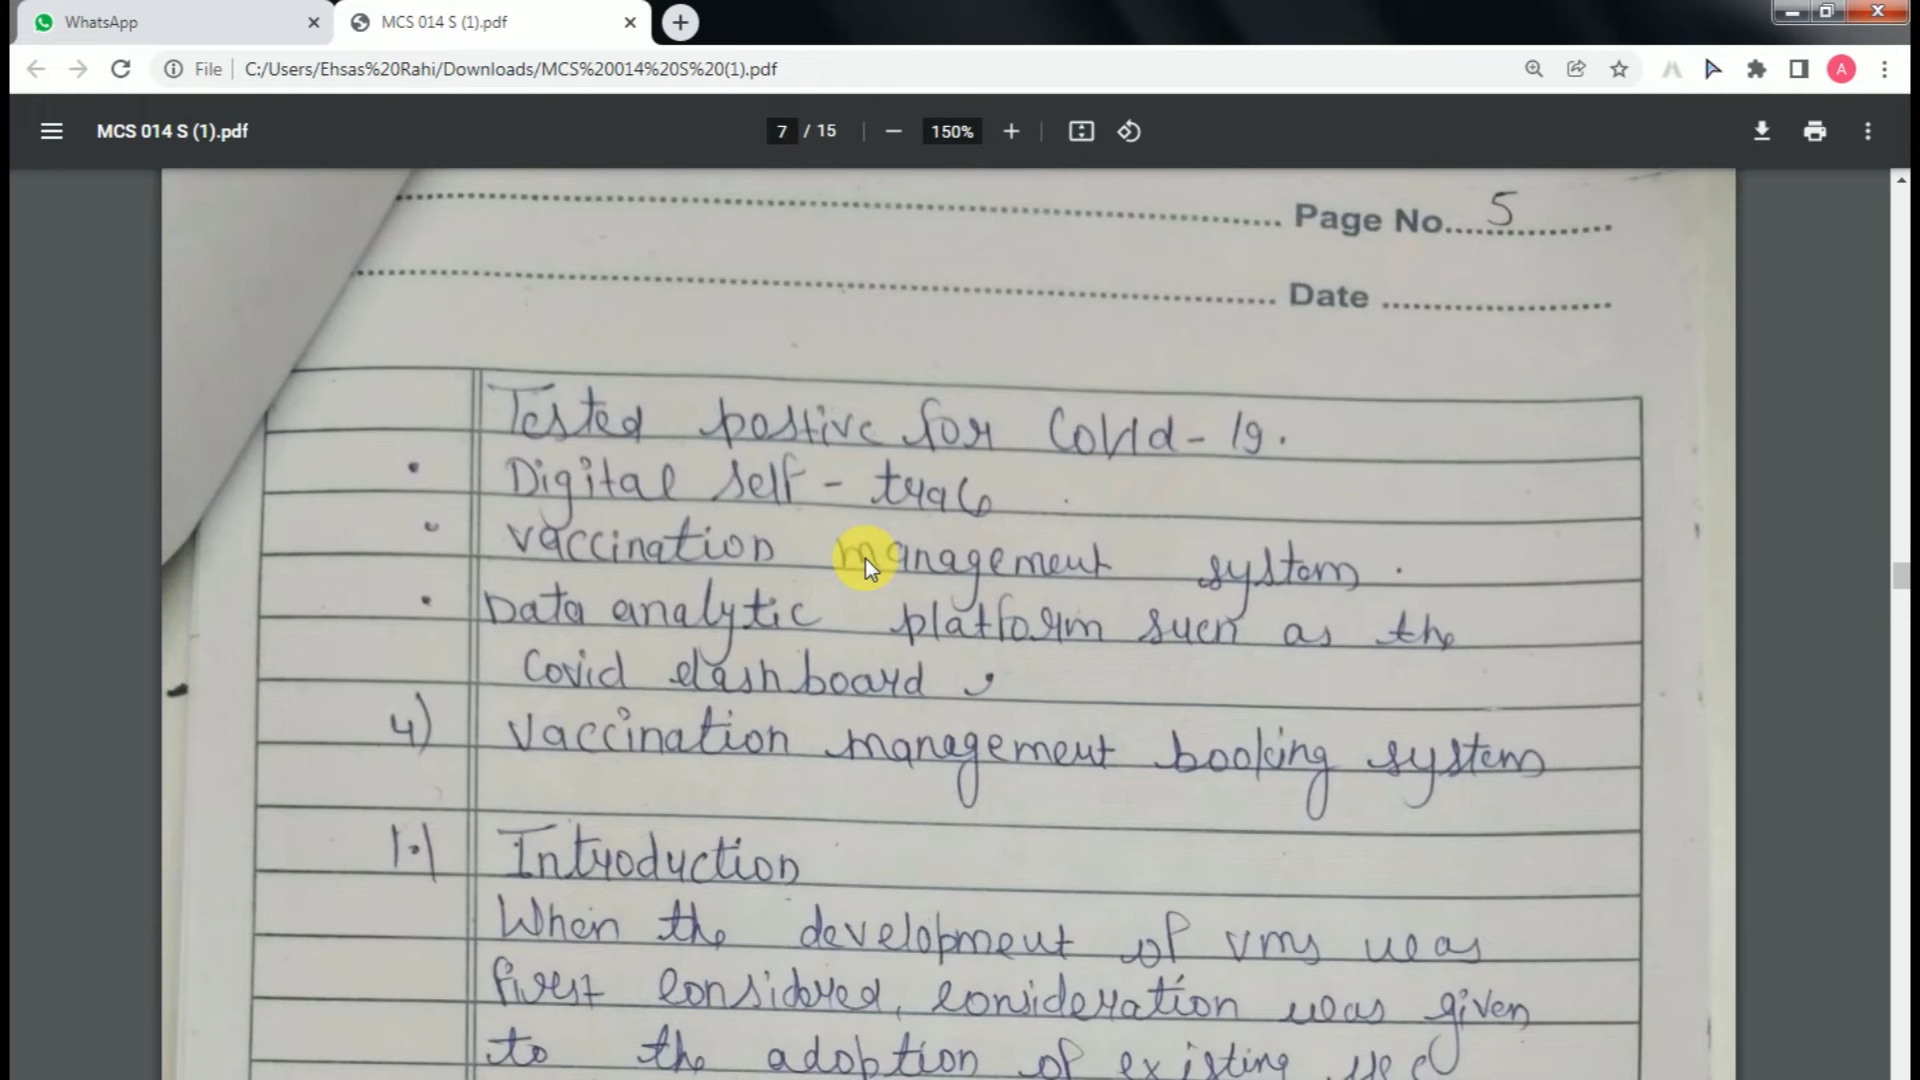 WhatsApp
MCS 014 S (1).pdf
File
C:/Users/Ehsas%20Rahi/Downloads/MCS%20014%20S%20(1).pdf
A
MCS 014 S (1).pdf
7 / 15
150%
Page No. 5
Date
Tested postive for Covid-19.
• Digital self-
• vaccination management system.
• Data analytic platform such as the
Covid dashboard,
4) Vaccination management booking system
1.) Introduction
When the development of vms was
first considered, consideration was given
to the adoption of existing